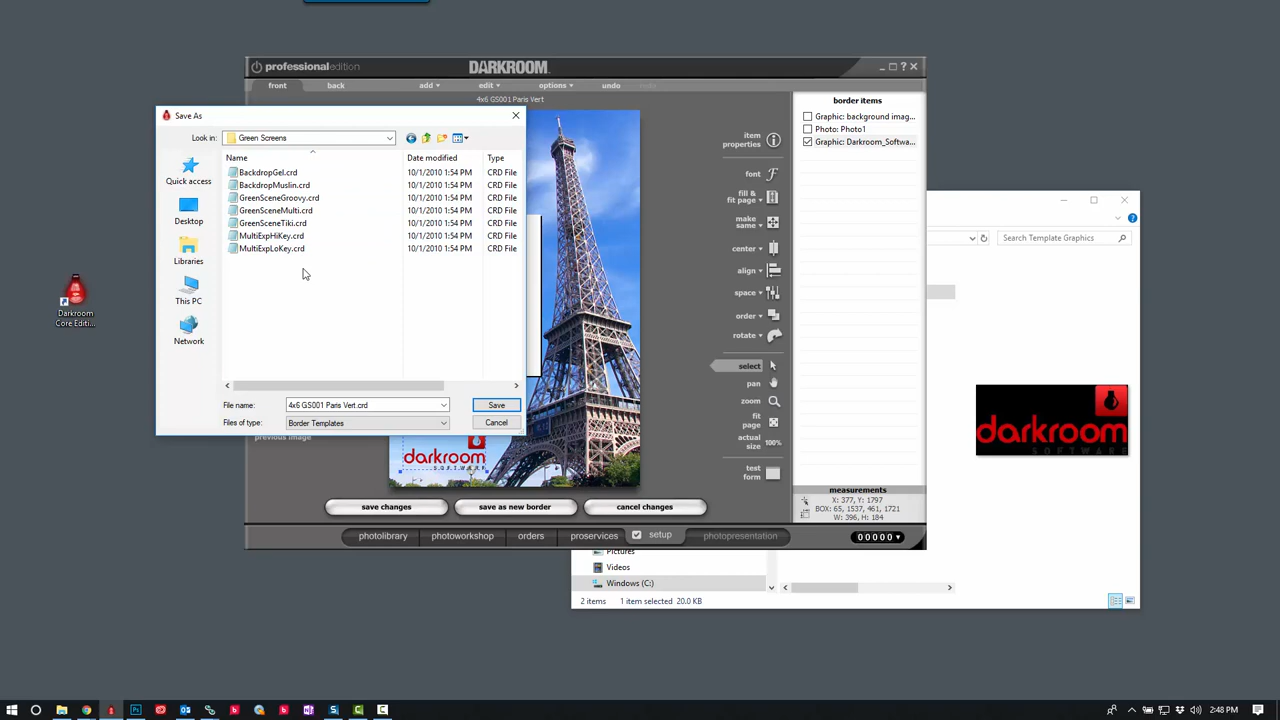 professionaledition
DARKROOM
front
back
add
edit
options
undo
redo
4x6 GS001 Paris Vert
border items
Graphic: background imag...
Photo: Photo1
Graphic: Darkroom_Softwa...
item
properties
font
fill &
fit page
make
same
center
align
space
order
rotate
select
pan
zoom
fit
page
actual
size
100%
test
form
measurements
X: 377, Y: 1797
BOX: 65, 1537, 461, 1721
W: 396, H: 184
Save As
Look in:
Green Screens
Quick access
Desktop
Libraries
This PC
Network
Name
Date modified
Type
BackdropGel.crd
10/1/2010 1:54 PM
CRD File
BackdropMuslin.crd
10/1/2010 1:54 PM
CRD File
GreenSceneGroovy.crd
10/1/2010 1:54 PM
CRD File
GreenSceneMulti.crd
10/1/2010 1:54 PM
CRD File
GreenSceneTiki.crd
10/1/2010 1:54 PM
CRD File
MultiExpHiKey.crd
10/1/2010 1:54 PM
CRD File
MultiExpLoKey.crd
10/1/2010 1:54 PM
CRD File
File name:
4x6 GS001 Paris Vert.crd
Save
Files of type:
Border Templates
Cancel
previous image
darkroom
SOFTWARE
save changes
save as new border
cancel changes
photolibrary
photoworkshop
orders
proservices
setup
photopresentation
00000
Darkroom
Core Editi...
Search Template Graphics
darkroom
SOFTWARE
Pictures
Videos
Windows (C:)
2 items
1 item selected 20.0 KB
2:48 PM